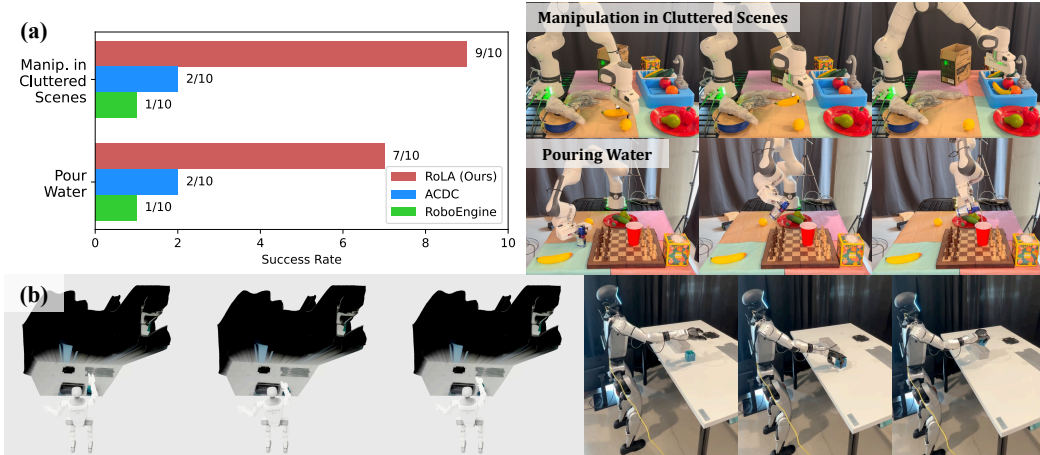 (a)
Manip. in
Cluttered
Scenes
9/10
2/10
1/10
Pour
Water
7/10
2/10
1/10
RoLA (Ours)
ACDC
RoboEngine
0 2 4 6 8 10
Success Rate
Manipulation in Cluttered Scenes
Pouring Water
(b)